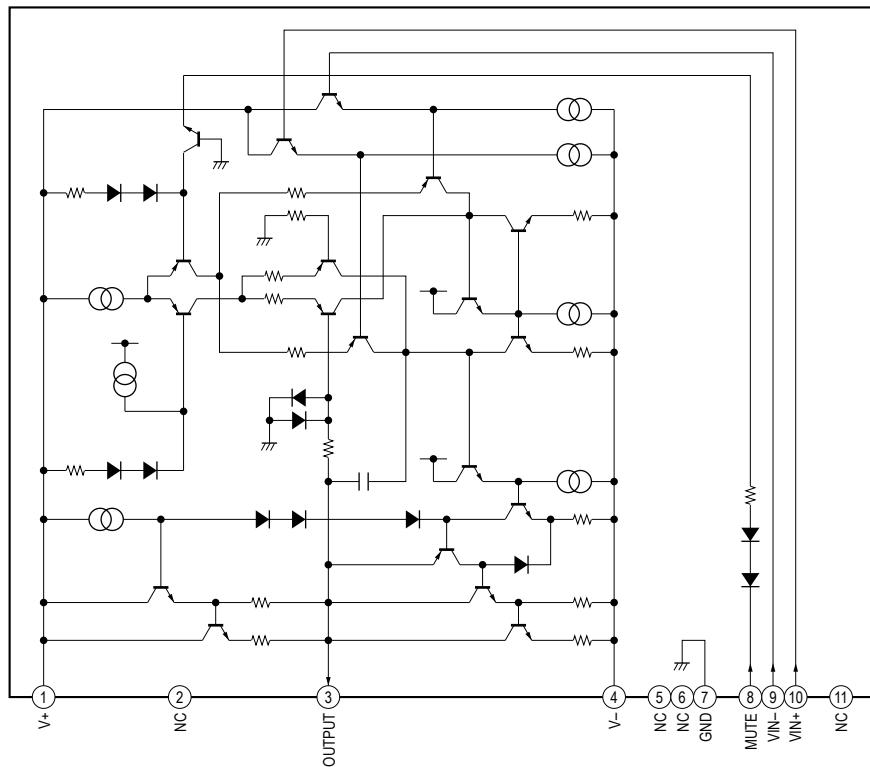 1 2 3 4 5 6 7 8 9 10 11
V+
NC
OUTPUT
V–
NC
NC
GND
MUTE
VIN–
VIN+
NC